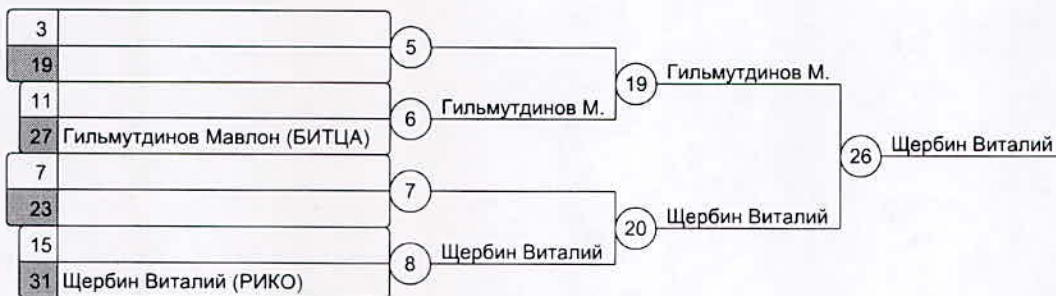 3
19
5
11
27 Гильмутдинов Мавлон (БИТЦА)
6 Гильмутдинов М.
19 Гильмутдинов М.
7
23
7
15
31 Щербин Виталий (РИКО)
8 Щербин Виталий
20 Щербин Виталий
26 Щербин Виталий